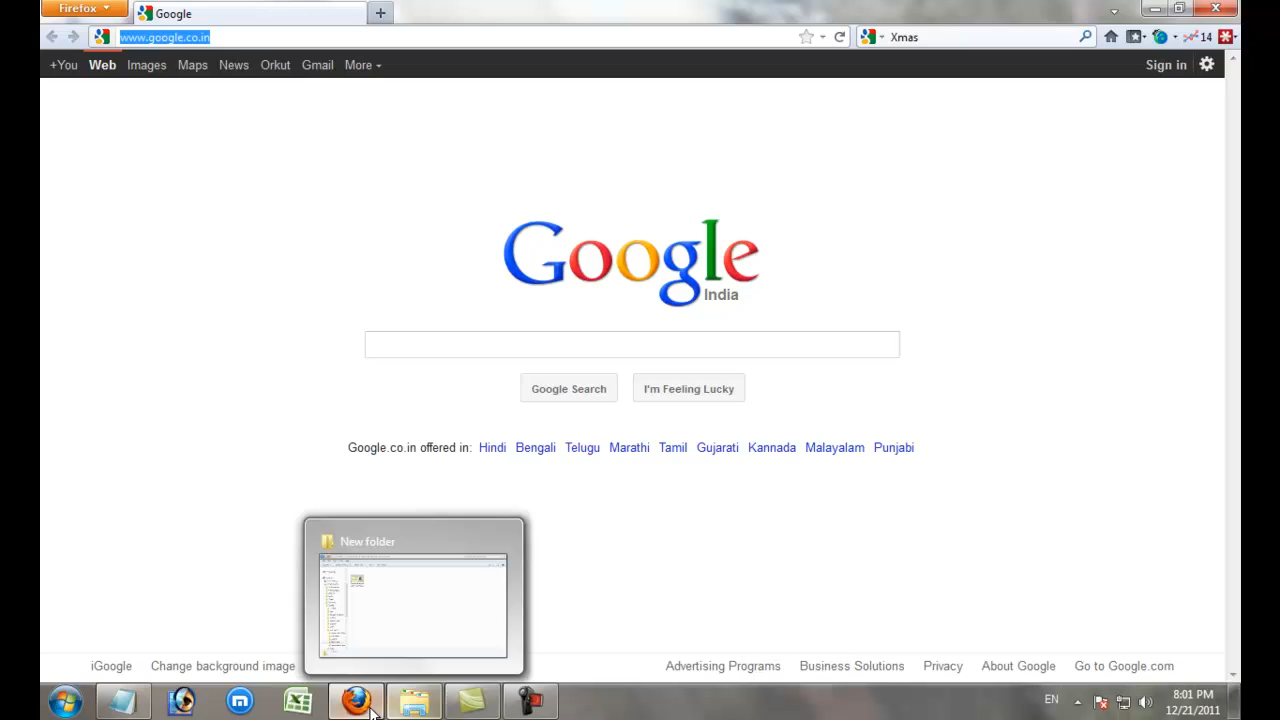 Firefox
Google
www.google.co.in
Xmas
14
+You Web Images Maps News Orkut Gmail More
Sign in
Google
India
Google Search
I'm Feeling Lucky
Google.co.in offered in: Hindi Bengali Telugu Marathi Tamil Gujarati Kannada Malayalam Punjabi
New folder
iGoogle
Change background image
Advertising Programs
Business Solutions
Privacy
About Google
Go to Google.com
EN
8:01 PM
12/21/2011